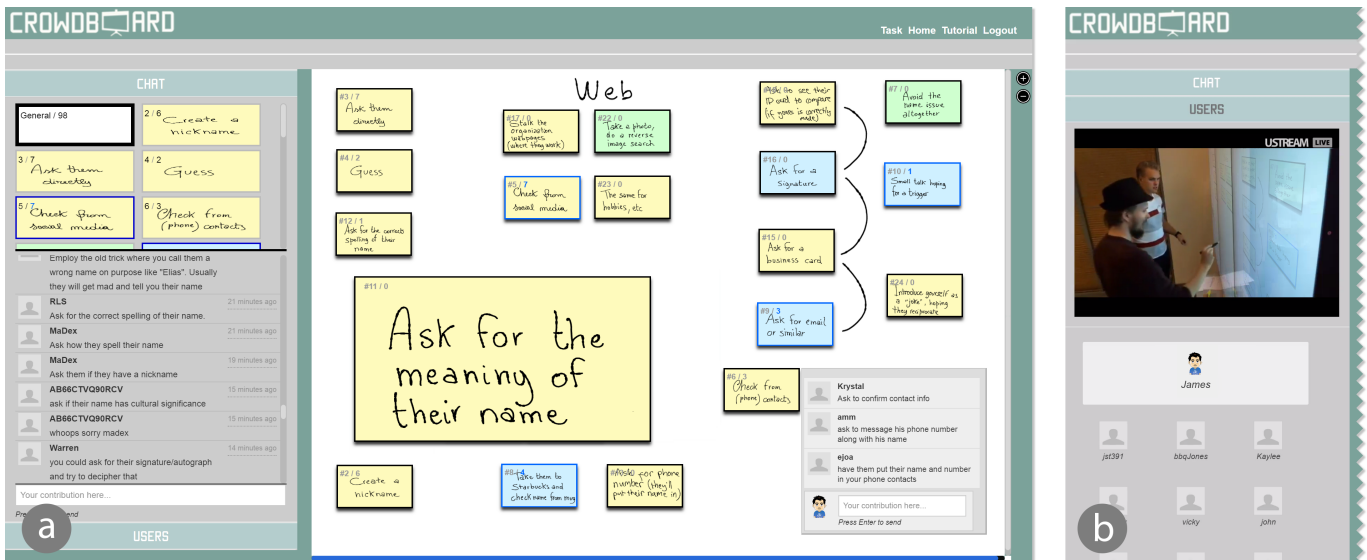 CROWDBOARD
Task Home Tutorial Logout
CHAT
General / 98
2 / 6
Create a
nickname
3 / 7
Ask them
directly
4 / 2
Guess
5 / 7
Check from
social media
6 / 3
Check from
(phone) contacts
Employ the old trick where you call them a
wrong name on purpose like "Elias". Usually
they will get mad and tell you their name
RLS 21 minutes ago
Ask for the correct spelling of their name.
MaDex 21 minutes ago
Ask how they spell their name
MaDex 19 minutes ago
Ask them if they have a nickname
AB66CTVQ90RCV 15 minutes ago
ask if their name has cultural significance
AB66CTVQ90RCV 15 minutes ago
whoops sorry madex
Warren 14 minutes ago
you could ask for their signature/autograph
and try to decipher that
Your contribution here...
a
USERS
Web
#3 / 7
Ask them
directly
#4 / 2
Guess
#12 / 1
Ask for the correct
spelling of their
name
#17 / 0
Stalk the
organization
webpages
(where they work)
#22 / 0
Take a photo,
do a reverse
image search
#5 / 7
Check from
social media
#23 / 0
The same for
hobbies, etc
#11 / 0
Ask for the
meaning of
their name
#2 / 6
Create a
nickname
Take them to
Starbucks and
check name from mug
for phone
number (they'll
put their name in)
to see their
ID card to compare
(if yours is correctly
made)
#16 / 0
Ask for a
signature
#15 / 0
Ask for a
business card
#9 / 3
Ask for email
or similar
#7 / 0
Avoid the
name issue
altogether
#10 / 1
Small talk hoping
for a trigger
#24 / 0
Introduce yourself as
a "joke", hoping
they reciprocate
#6 / 3
Check from
(phone) contacts
Krystal
Ask to confirm contact info
amm
ask to message his phone number
along with his name
ejoa
have them put their name and number
in your phone contacts
Your contribution here...
Press Enter to send
CROWDBOARD
CHAT
USERS
USTREAM LIVE
James
jst391
bbqJones
Kaylee
vicky
john
b